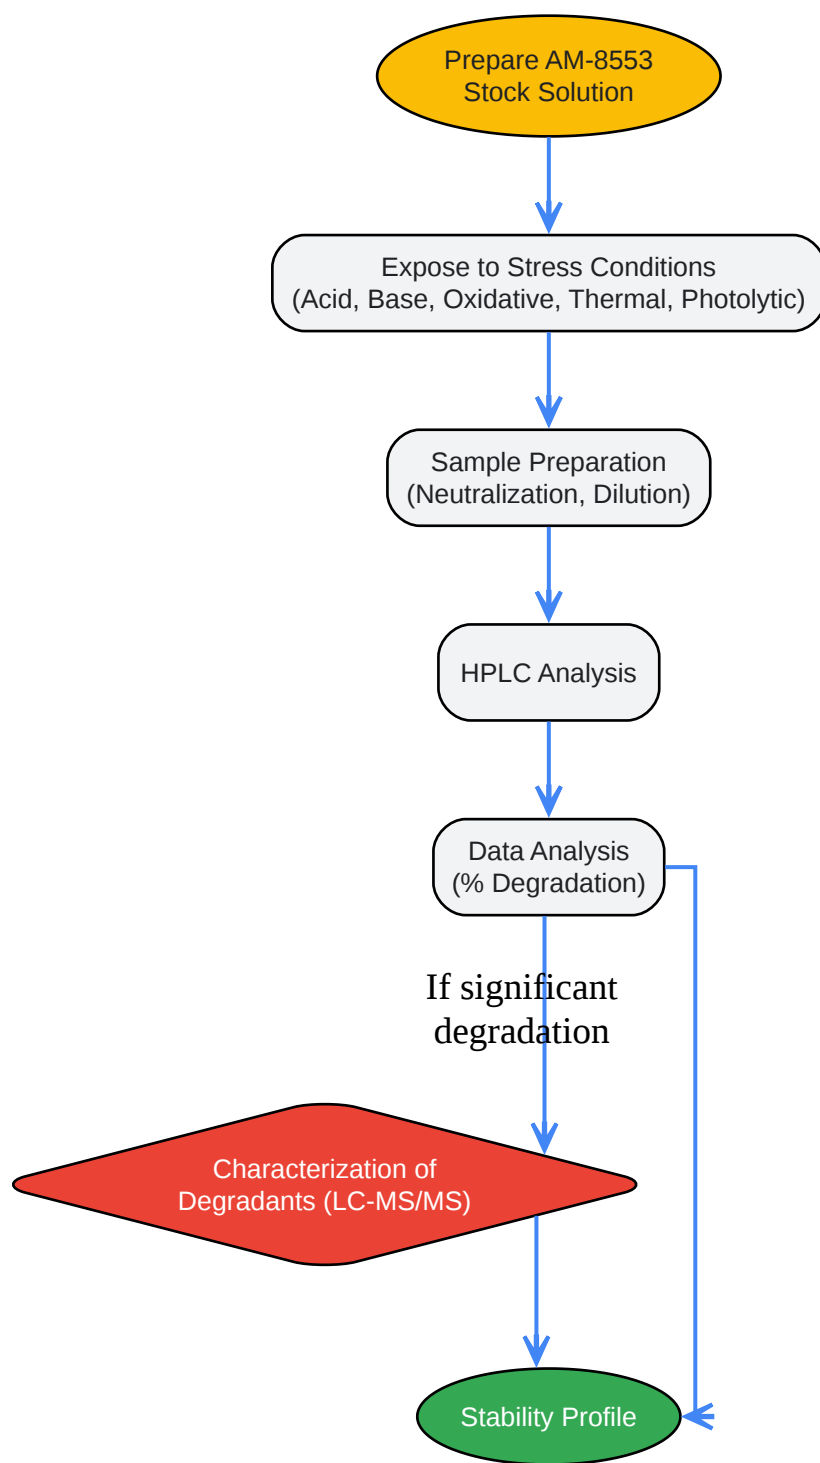 Prepare AM-8553
Stock Solution
Expose to Stress Conditions
(Acid, Base, Oxidative, Thermal, Photolytic)
Sample Preparation
(Neutralization, Dilution)
HPLC Analysis
Data Analysis
(% Degradation)
If significant
degradation
Characterization of
Degradants (LC-MS/MS)
Stability Profile